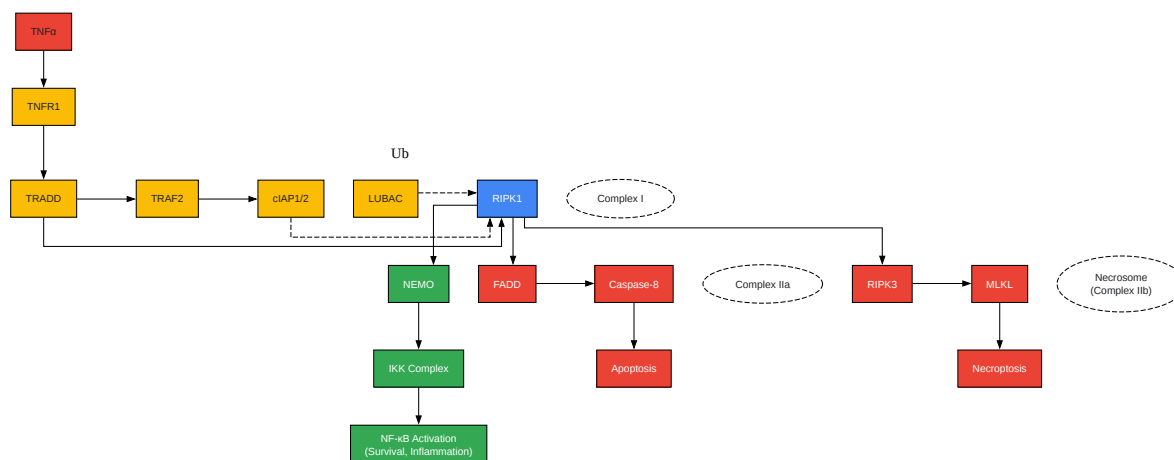 TNFα
TNFR1
Ub
TRADD
TRAF2
cIAP1/2
LUBAC
RIPK1
Complex I
NEMO
FADD
Caspase-8
Complex IIa
RIPK3
MLKL
Necrosome
(Complex IIb)
IKK Complex
Apoptosis
Necroptosis
NF-κB Activation
(Survival, Inflammation)